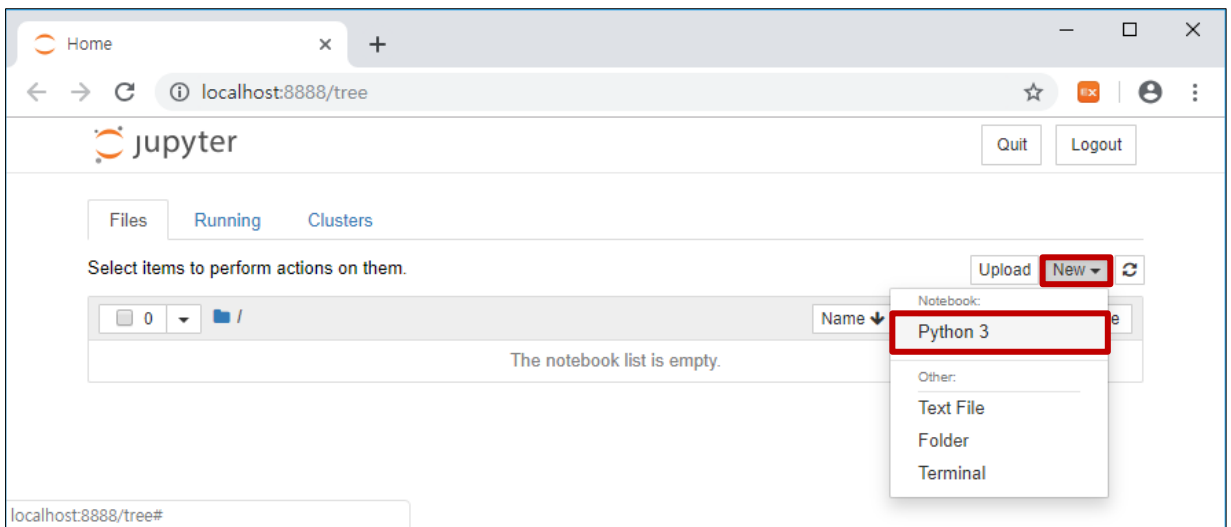 Home
localhost:8888/tree
jupyter
Quit Logout
Files Running Clusters
Select items to perform actions on them.
Upload New
0 /
Name
Notebook:
Python 3
The notebook list is empty.
Other:
Text File
Folder
Terminal
localhost:8888/tree#